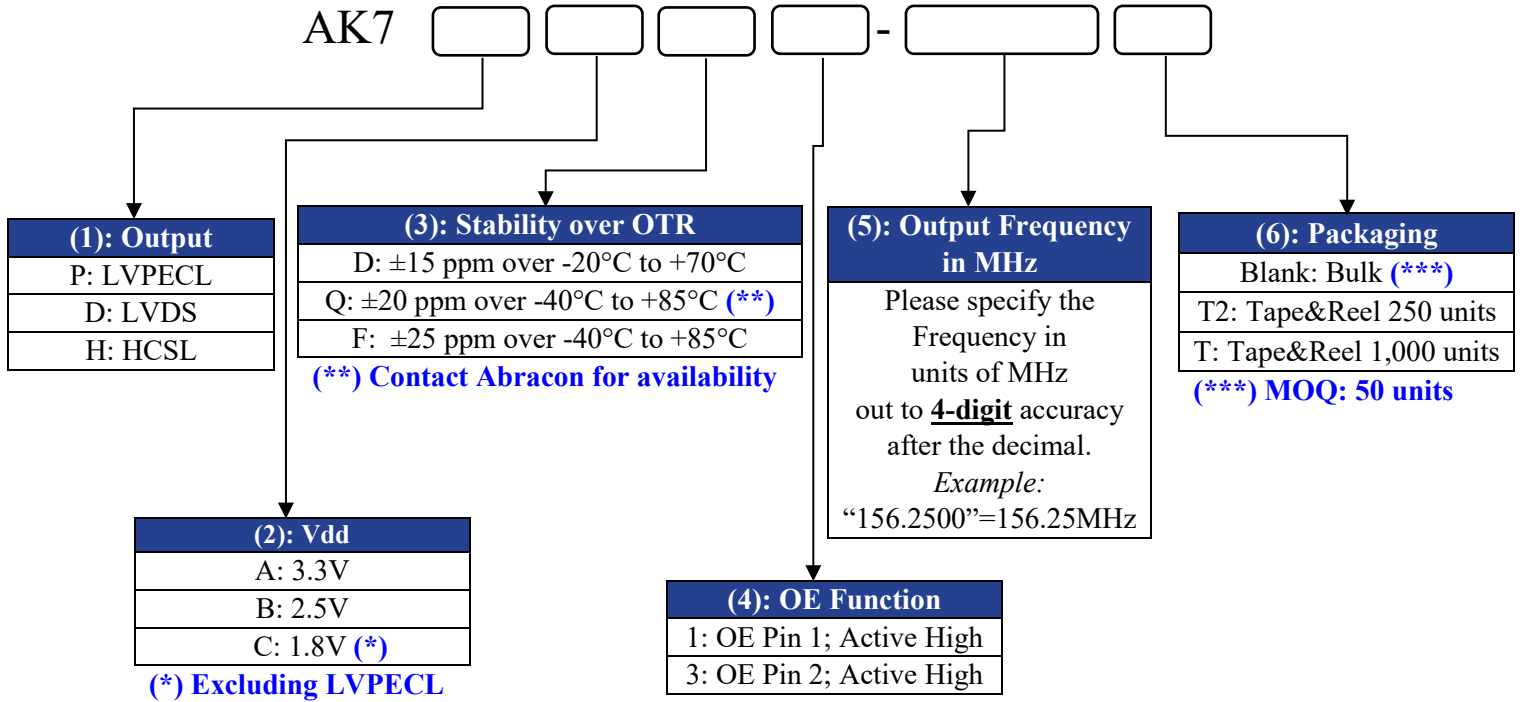 AK7 -
(1): Output
P: LVPECL
D: LVDS
H: HCSL
(2): Vdd
A: 3.3V
B: 2.5V
C: 1.8V (*)
(*) Excluding LVPECL
(3): Stability over OTR
D: ±15 ppm over -20°C to +70°C
Q: ±20 ppm over -40°C to +85°C (**)
F: ±25 ppm over -40°C to +85°C
(**) Contact Abracon for availability
(4): OE Function
1: OE Pin 1; Active High
3: OE Pin 2; Active High
(5): Output Frequency
in MHz
Please specify the
Frequency in
units of MHz
out to 4-digit accuracy
after the decimal.
Example:
“156.2500”=156.25MHz
(6): Packaging
Blank: Bulk (***)
T2: Tape&Reel 250 units
T: Tape&Reel 1,000 units
(***) MOQ: 50 units